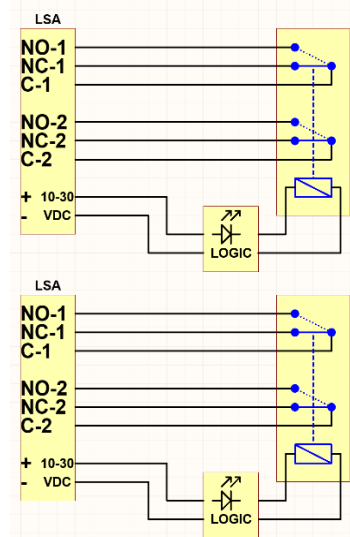 LSA
NO-1
NC-1
C-1
NO-2
NC-2
C-2
+ 10-30
- VDC
LOGIC
LSA
NO-1
NC-1
C-1
NO-2
NC-2
C-2
+ 10-30
- VDC
LOGIC